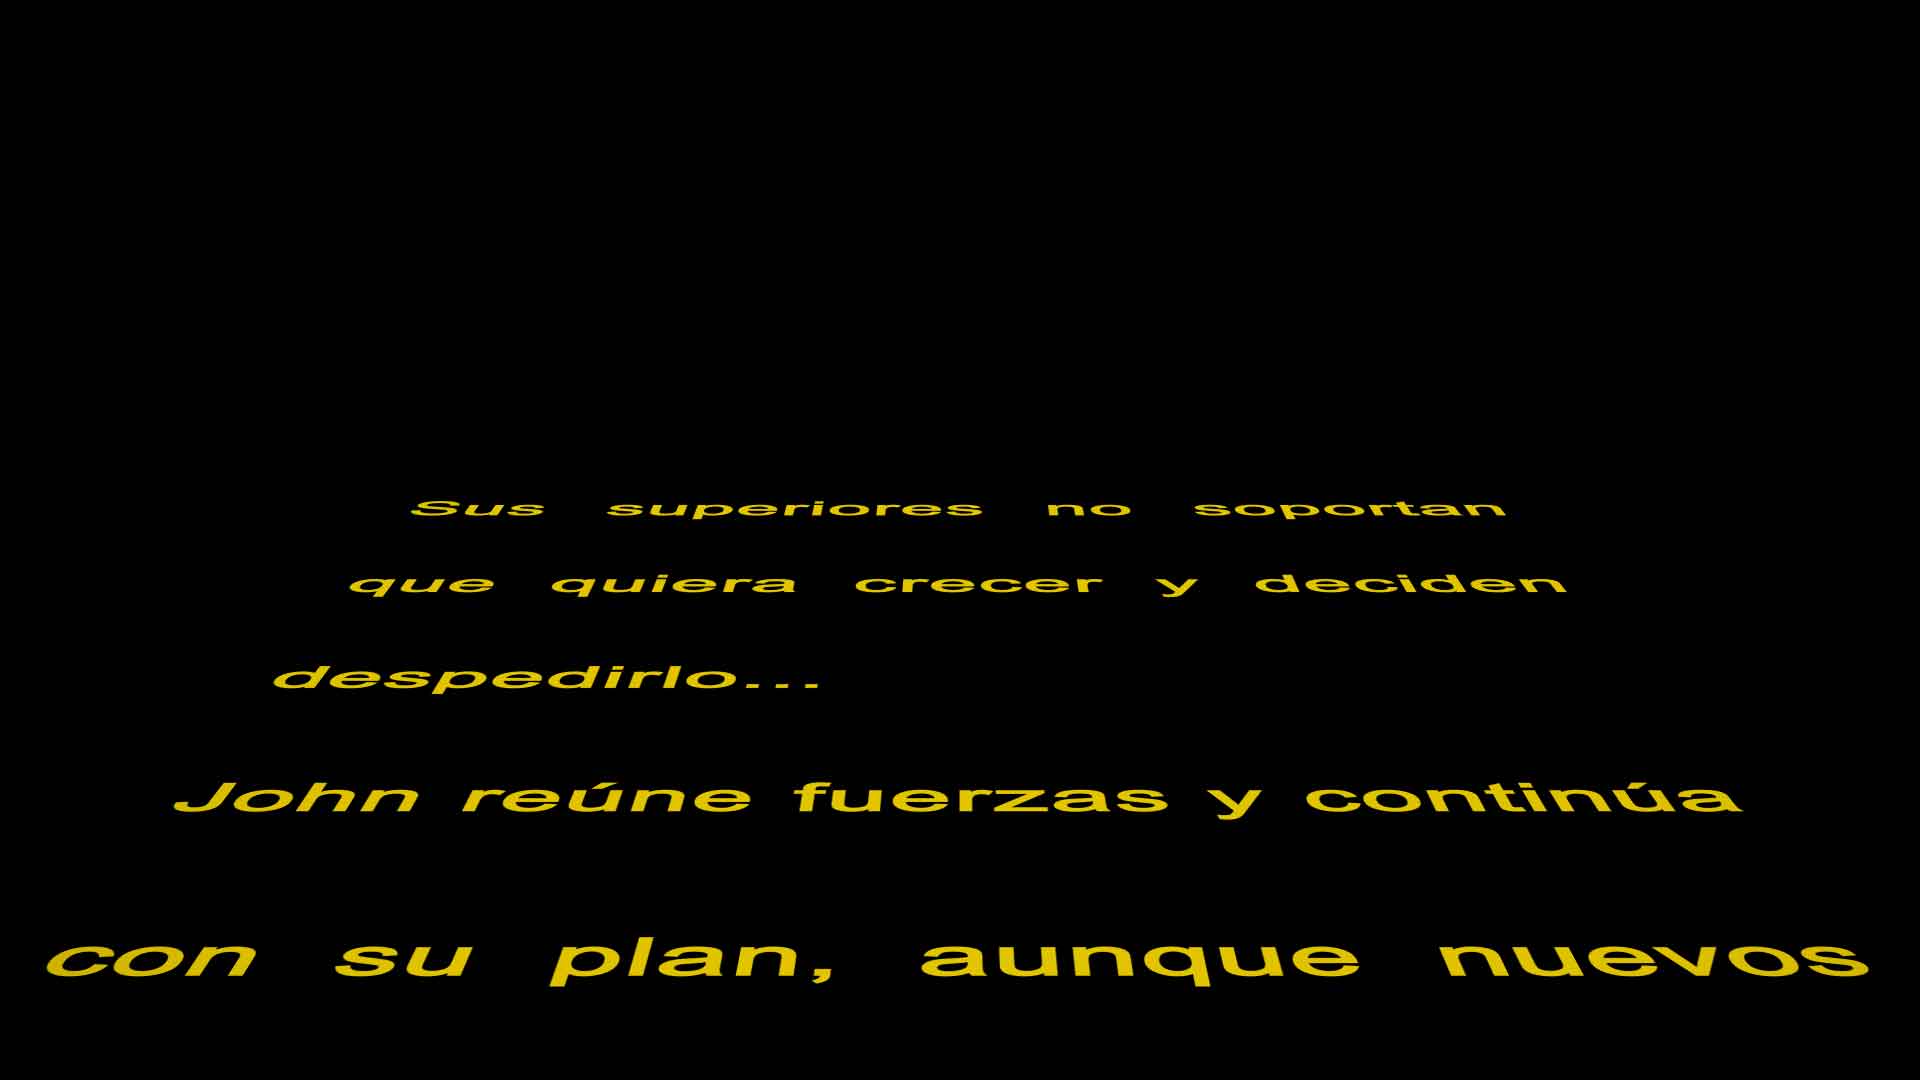 Sus superiores no soportan
que quiera crecer y deciden
despedirlo...
John reúne fuerzas y continúa
con su plan, aunque nuevos